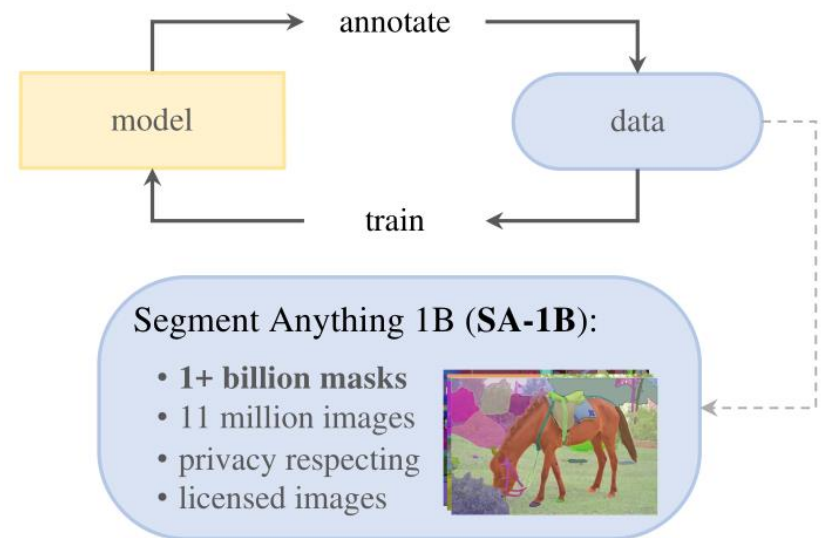 annotate
model
data
train
Segment Anything 1B (SA-1B):
• 1+ billion masks
• 11 million images
• privacy respecting
• licensed images